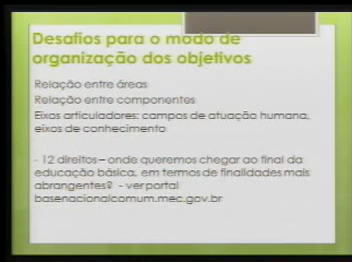 Desafios para o modo de
organização dos objetivos
Relação entre áreas
Relação entre componentes
Eixos articuladores: campos de atuação humana,
eixos de conhecimento
- 12 direitos – onde queremos chegar ao final da
educação básica, em termos de finalidades mais
abrangentes? - ver portal
basenacionalcomum.mec.gov.br